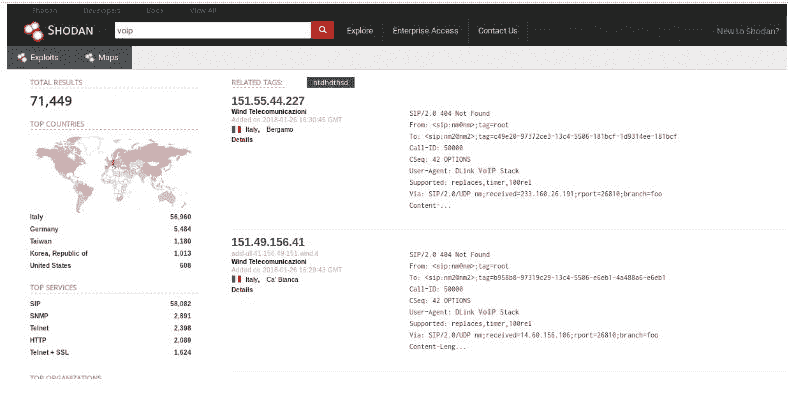 Shodan Developers Book View All
SHODAN
voip
Explore Enterprise Access Contact Us
New to Shodan?
Exploits Maps
TOTAL RESULTS
71,449
TOP COUNTRIES
Italy 56,960
Germany 5,484
Taiwan 1,180
Korea, Republic of 1,013
United States 608
TOP SERVICES
SIP 58,082
SNMP 2,891
Telnet 2,398
HTTP 2,089
Telnet + SSL 1,624
TOP ORGANIZATIONS
RELATED TAGS:
151.55.44.227
Wind Telecomunicazioni
Added on 2018-01-26 16:30:45 GMT
Italy, Bergamo
Details
SIP/2.0 404 Not Found
From: <sip:nm@nm>;tag=root
To: <sip:nm2@nm2>;tag=c49e20-97372ce3-13c4-5506-181bcf-1d9314ee-181bcf
Call-ID: 50000
CSeq: 42 OPTIONS
User-Agent: DLink VoIP Stack
Supported: replaces,timer,100rel
Via: SIP/2.0/UDP nm;received=233.160.26.191;rport=26810;branch=foo
Content-...
151.49.156.41
Wind Telecomunicazioni
Added on 2018-01-26 16:29:43 GMT
Italy, Ca' Bianca
Details
SIP/2.0 404 Not Found
From: <sip:nm@nm>;tag=root
To: <sip:nm2@nm2>;tag=b958b8-97319c29-13c4-5506-e6eb1-4a488a6-e6eb1
Call-ID: 50000
CSeq: 42 OPTIONS
User-Agent: DLink VoIP Stack
Supported: replaces,timer,100rel
Via: SIP/2.0/UDP nm;received=14.60.156.106;rport=26810;branch=foo
Content-Leng...